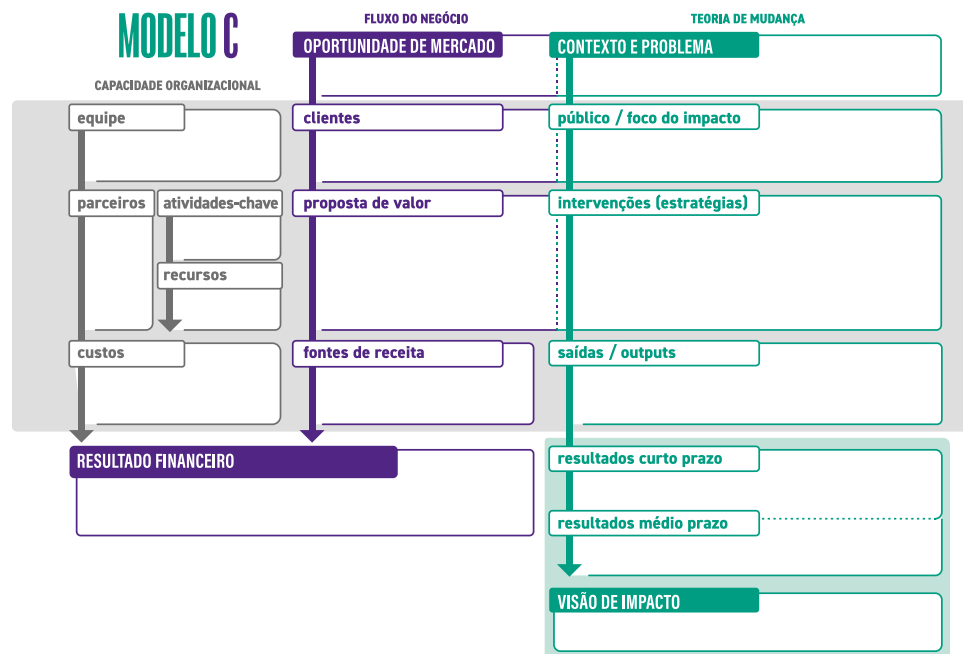 MODELO C
FLUXO DO NEGÓCIO
TEORIA DE MUDANÇA
OPORTUNIDADE DE MERCADO
CONTEXTO E PROBLEMA
CAPACIDADE ORGANIZACIONAL
equipe
clientes
público / foco do impacto
parceiros
atividades-chave
proposta de valor
intervenções (estratégias)
recursos
custos
fontes de receita
saídas / outputs
RESULTADO FINANCEIRO
resultados curto prazo
resultados médio prazo
VISÃO DE IMPACTO